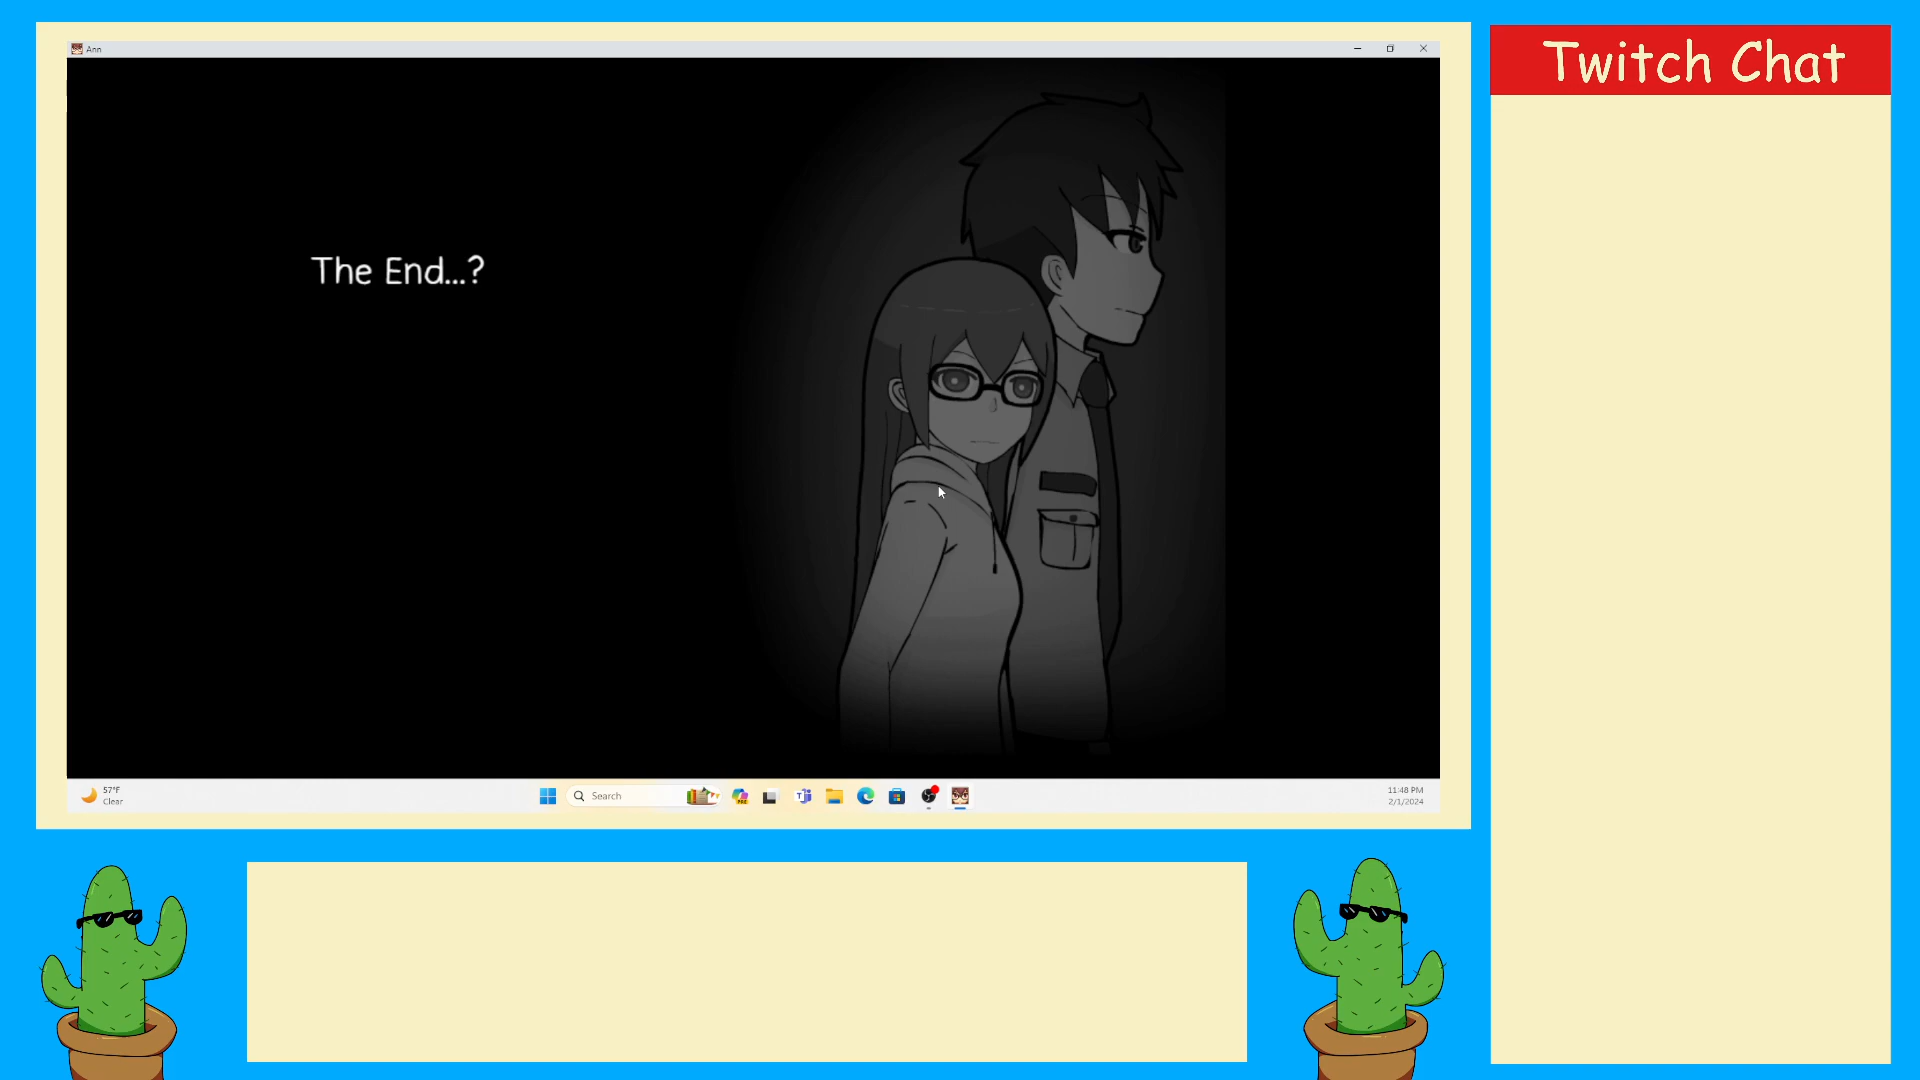 Ann
Twitch Chat
The End...?
57°F
Clear
Search
11:48 PM
2/1/2024